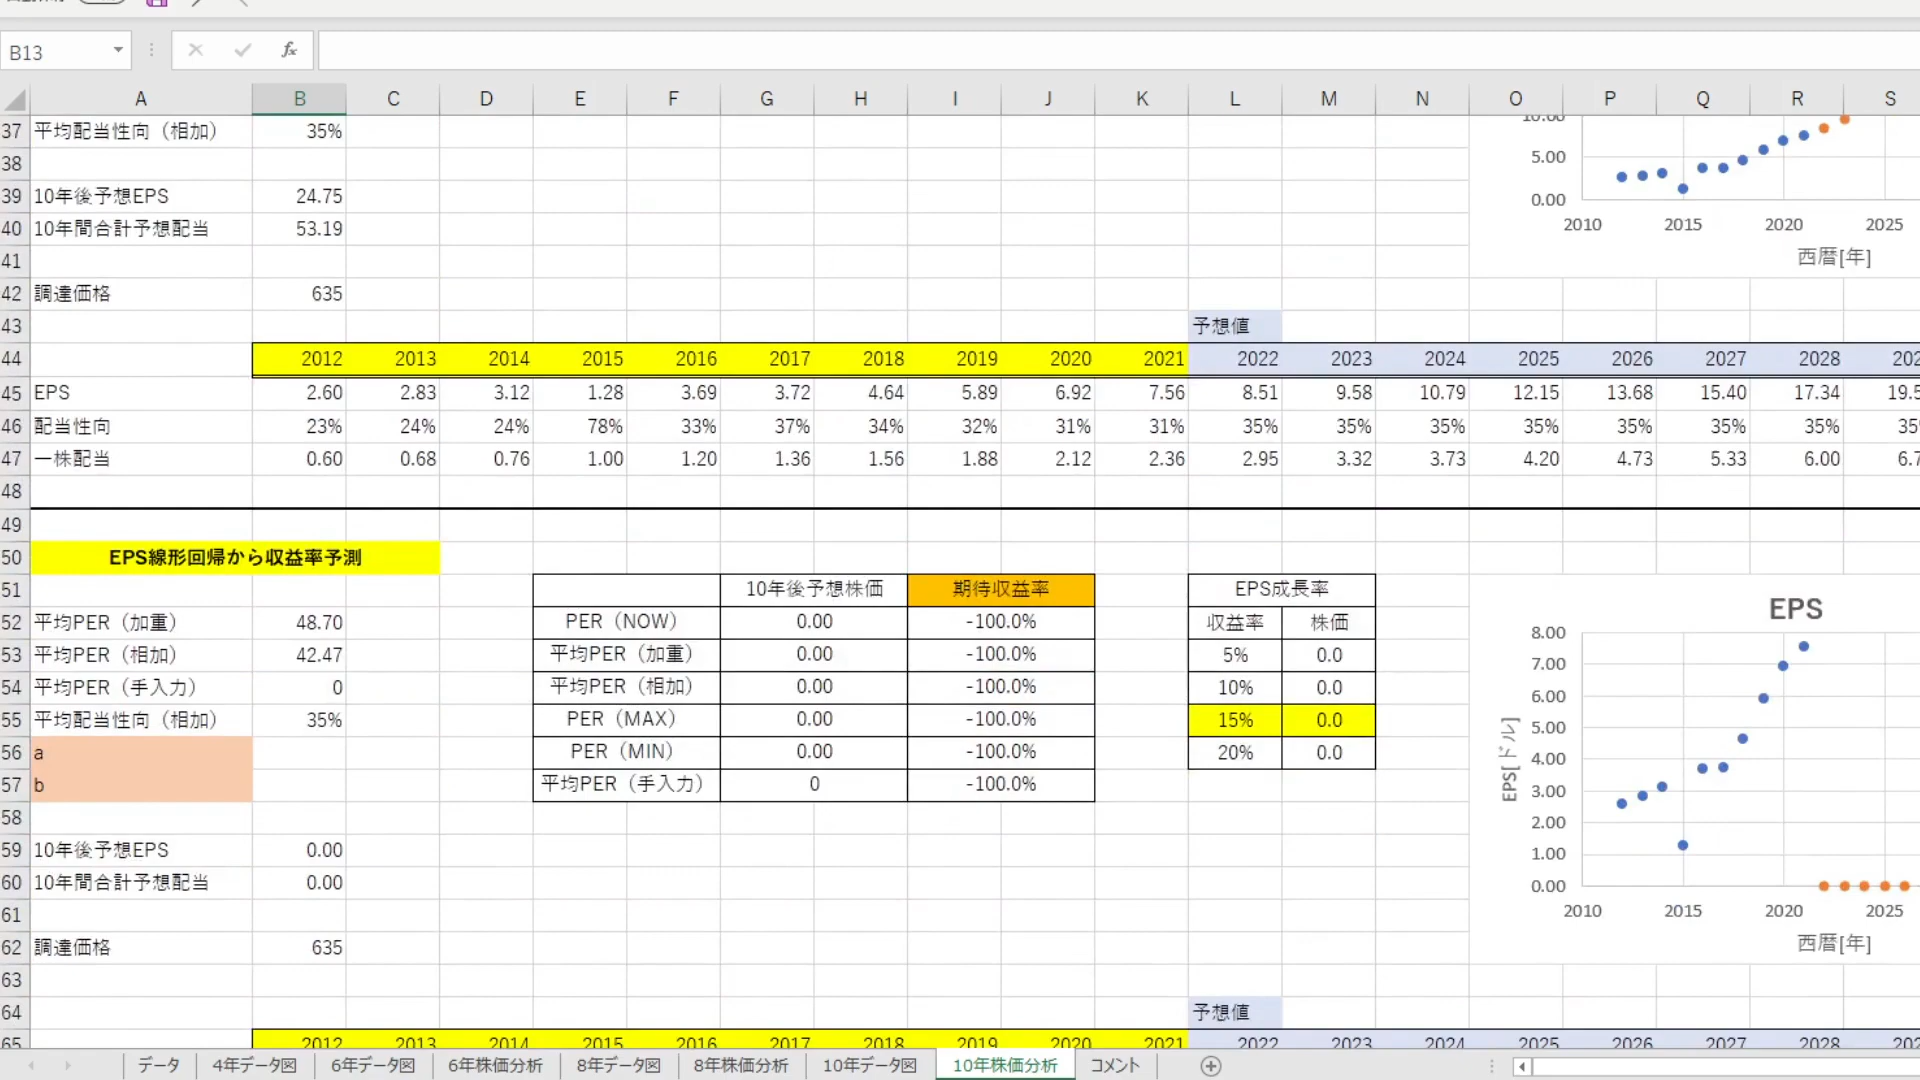 B13
fx
A B C D E F G H I J K L M N O P Q R S
37 平均配当性向（相加） 35%
38
39 10年後予想EPS 24.75
40 10年間合計予想配当 53.19
41
42 調達価格 635
43 予想値
44 2012 2013 2014 2015 2016 2017 2018 2019 2020 2021 2022 2023 2024 2025 2026 2027 2028
45 EPS 2.60 2.83 3.12 1.28 3.69 3.72 4.64 5.89 6.92 7.56 8.51 9.58 10.79 12.15 13.68 15.40 17.34
46 配当性向 23% 24% 24% 78% 33% 37% 34% 32% 31% 31% 35% 35% 35% 35% 35% 35% 35%
47 一株配当 0.60 0.68 0.76 1.00 1.20 1.36 1.56 1.88 2.12 2.36 2.95 3.32 3.73 4.20 4.73 5.33 6.00
48
49
50 EPS線形回帰から収益率予測
51 10年後予想株価 期待収益率 EPS成長率
52 平均PER（加重） 48.70 PER（NOW） 0.00 -100.0% 収益率 株価
53 平均PER（相加） 42.47 平均PER（加重） 0.00 -100.0% 5% 0.0
54 平均PER（手入力） 0 平均PER（相加） 0.00 -100.0% 10% 0.0
55 平均配当性向（相加） 35% PER（MAX） 0.00 -100.0% 15% 0.0
56 a PER（MIN） 0.00 -100.0% 20% 0.0
57 b 平均PER（手入力） 0 -100.0%
58
59 10年後予想EPS 0.00
60 10年間合計予想配当 0.00
61
62 調達価格 635
63
64 予想値
65 2012 2013 2014 2015 2016 2017 2018 2019 2020 2021 2022 2023 2024 2025 2026 2027 2028
10.00
5.00
0.00
2010 2015 2020 2025
西暦[年]
EPS
8.00
7.00
6.00
5.00
4.00
3.00
2.00
1.00
0.00
EPS[ドル]
2010 2015 2020 2025
西暦[年]
データ 4年データ図 6年データ図 6年株価分析 8年データ図 8年株価分析 10年データ図 10年株価分析 コメント